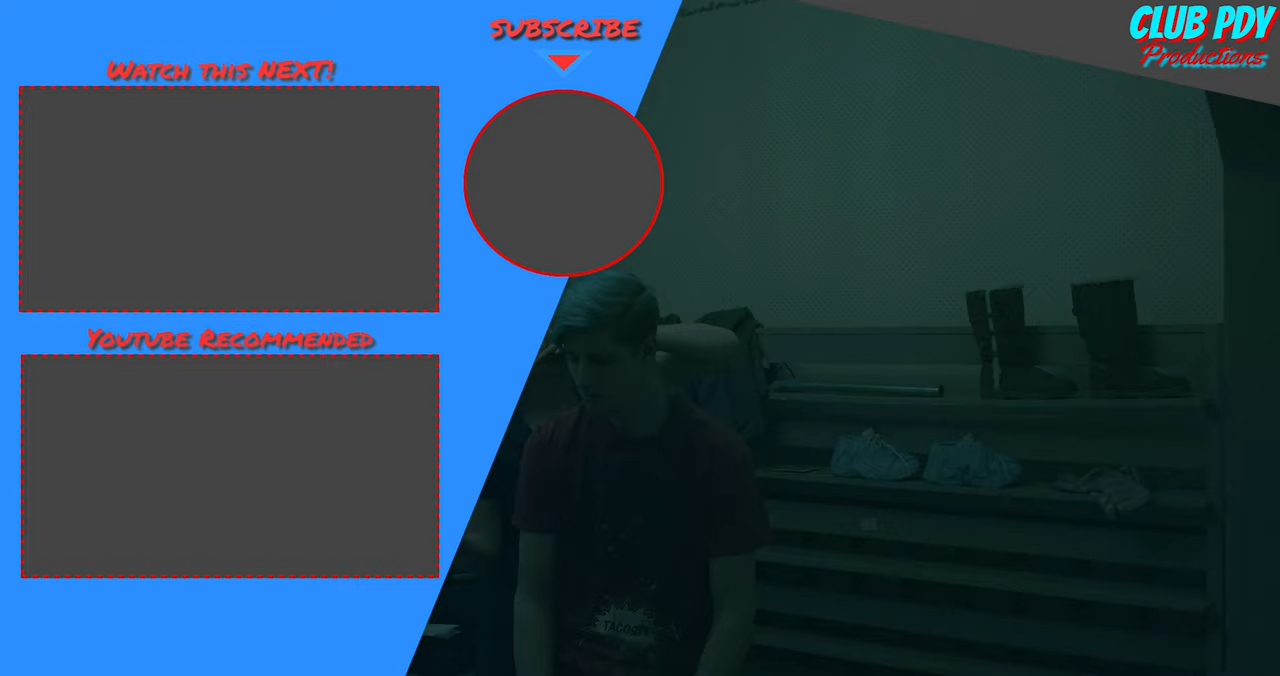 SUBSCRIBE
WATCH THIS NEXT!
YOUTUBE RECOMMENDED
CLUB PDY
Productions